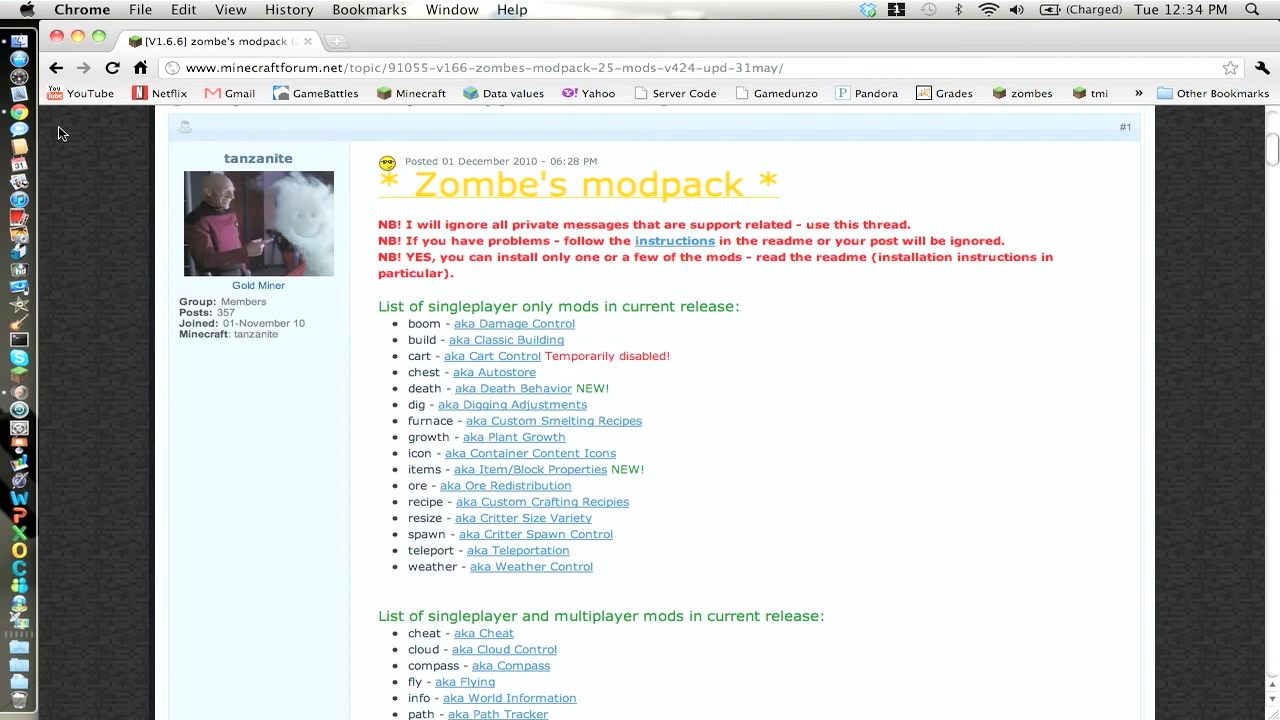 Chrome File Edit View History Bookmarks Window Help (Charged) Tue 12:34 PM
[V1.6.6] zombe's modpack
www.minecraftforum.net/topic/91055-v166-zombes-modpack-25-mods-v424-upd-31may/
YouTube Netflix Gmail GameBattles Minecraft Data values Yahoo Server Code Gamedunzo Pandora Grades zombes tmi » Other Bookmarks
#1
tanzanite
Posted 01 December 2010 - 06:28 PM
* Zombe's modpack *
Gold Miner
Group: Members
Posts: 357
Joined: 01-November 10
Minecraft: tanzanite
NB! I will ignore all private messages that are support related - use this thread.
NB! If you have problems - follow the instructions in the readme or your post will be ignored.
NB! YES, you can install only one or a few of the mods - read the readme (installation instructions in
particular).
List of singleplayer only mods in current release:
boom - aka Damage Control
build - aka Classic Building
cart - aka Cart Control Temporarily disabled!
chest - aka Autostore
death - aka Death Behavior NEW!
dig - aka Digging Adjustments
furnace - aka Custom Smelting Recipes
growth - aka Plant Growth
icon - aka Container Content Icons
items - aka Item/Block Properties NEW!
ore - aka Ore Redistribution
recipe - aka Custom Crafting Recipies
resize - aka Critter Size Variety
spawn - aka Critter Spawn Control
teleport - aka Teleportation
weather - aka Weather Control
List of singleplayer and multiplayer mods in current release:
cheat - aka Cheat
cloud - aka Cloud Control
compass - aka Compass
fly - aka Flying
info - aka World Information
path - aka Path Tracker